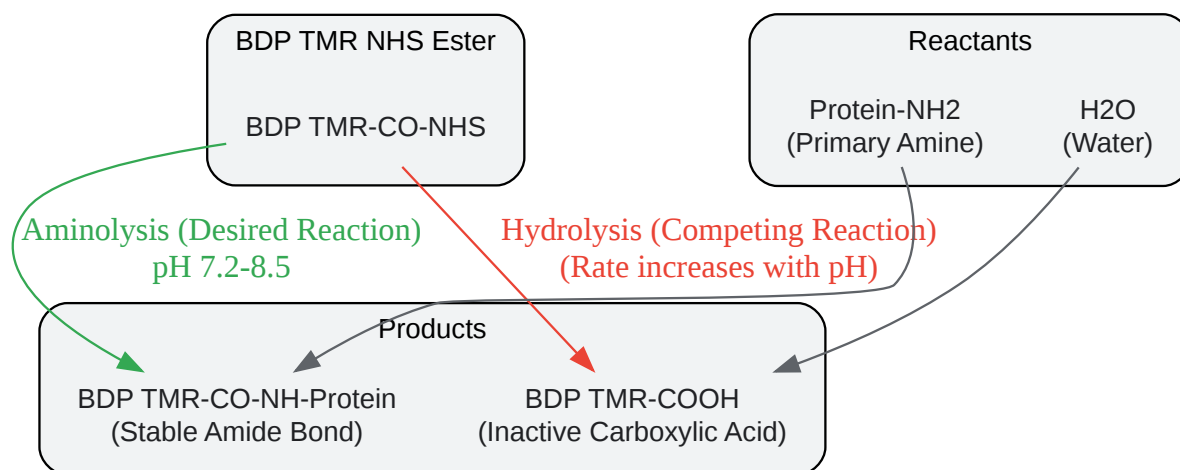 BDP TMR NHS Ester
BDP TMR-CO-NHS
Reactants
Protein-NH2
(Primary Amine)
H2O
(Water)
Aminolysis (Desired Reaction)
pH 7.2-8.5
Hydrolysis (Competing Reaction)
(Rate increases with pH)
Products
BDP TMR-CO-NH-Protein
(Stable Amide Bond)
BDP TMR-COOH
(Inactive Carboxylic Acid)